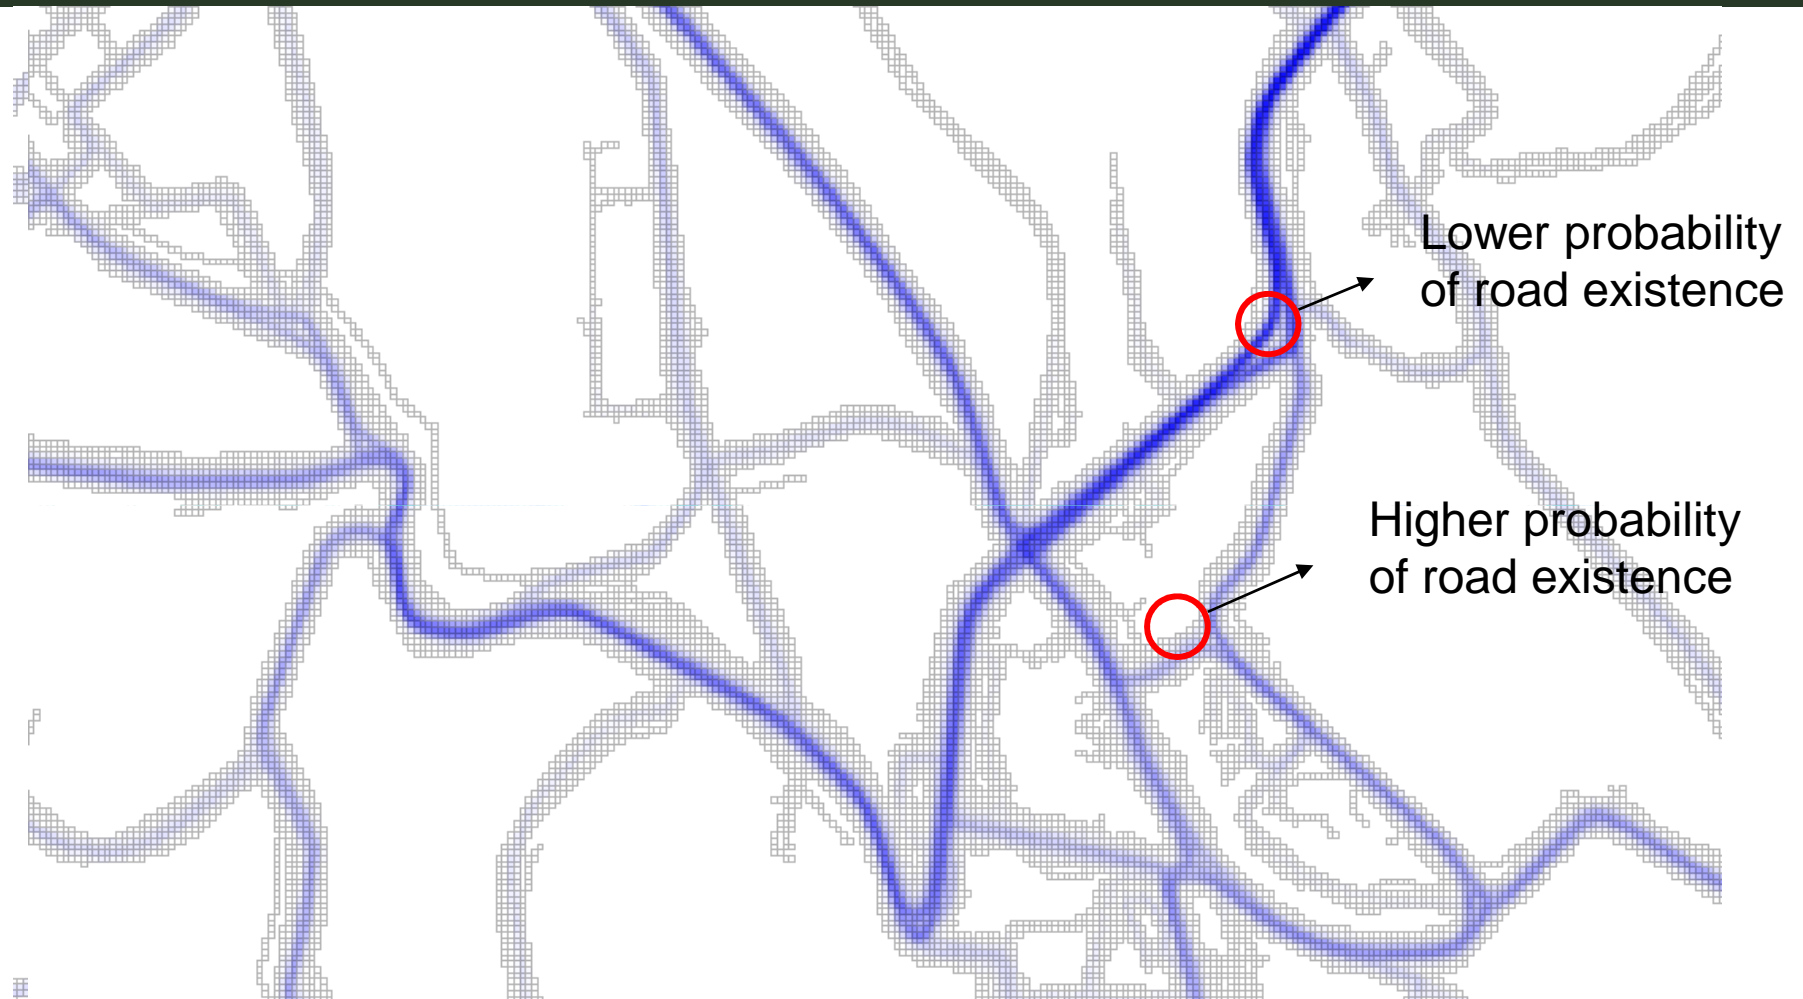 Lower probability
of road existence
Higher probability
of road existence